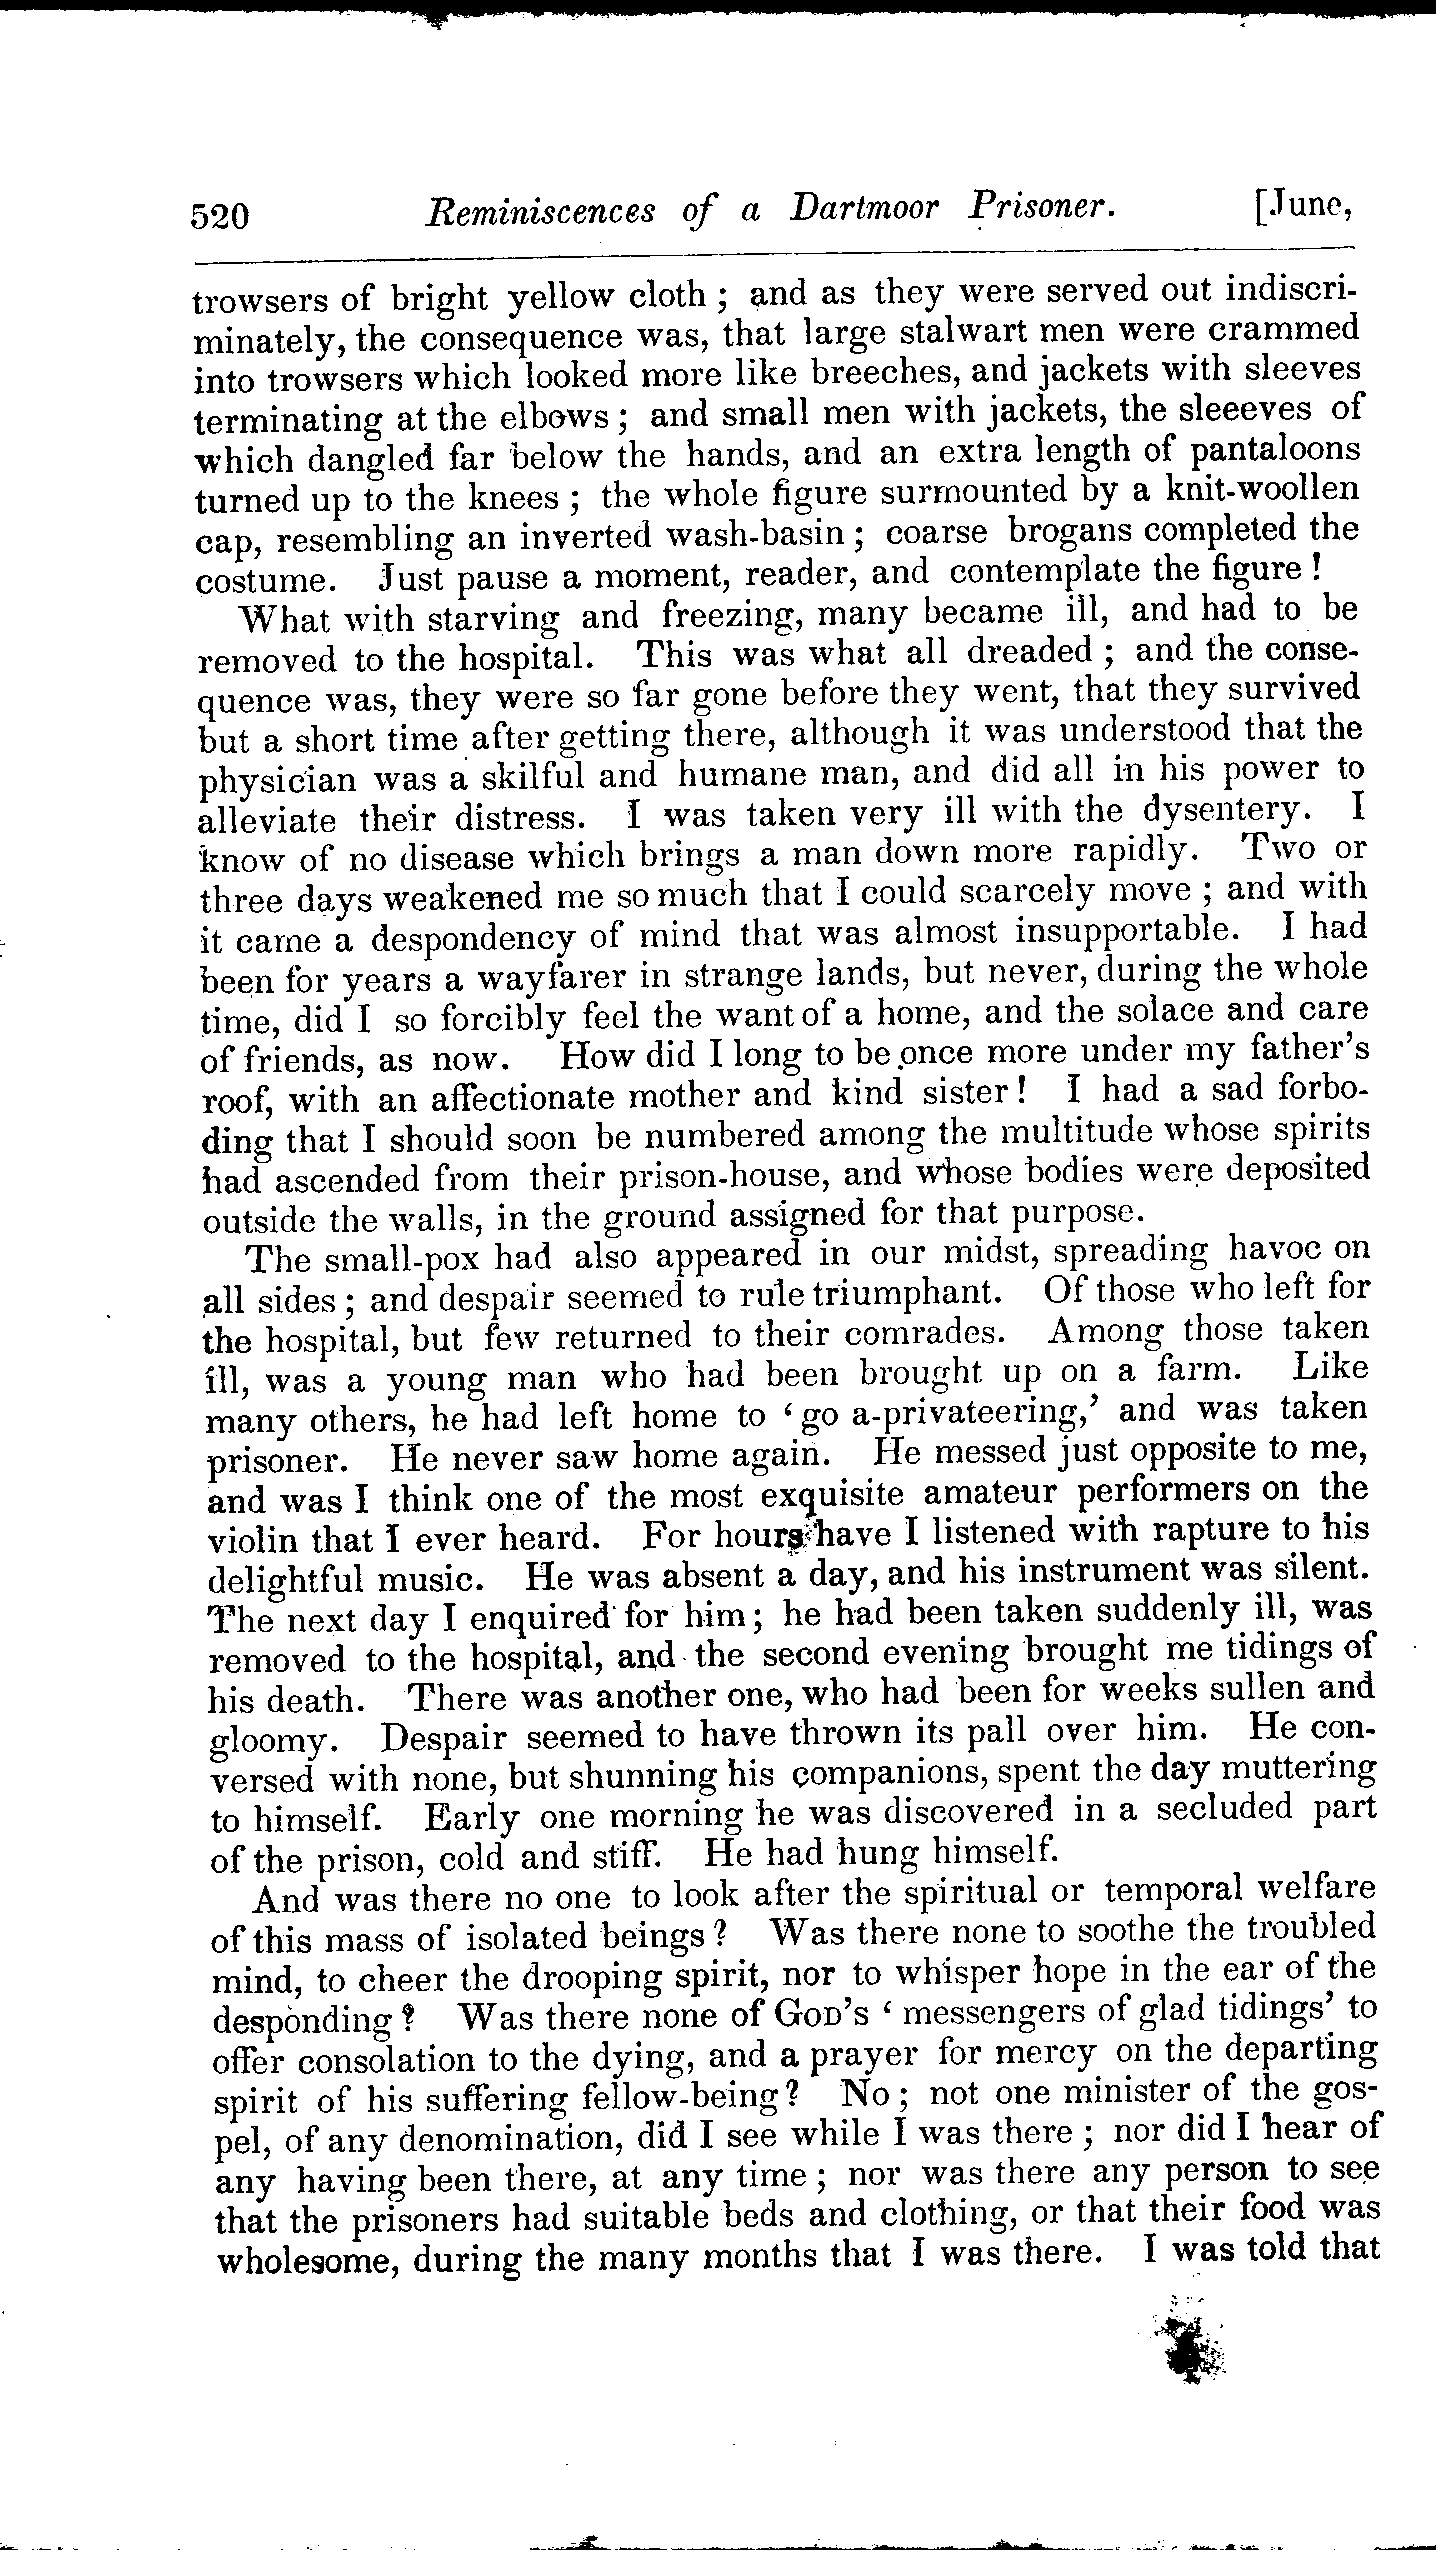 520 Reminiscences of a Dartmoor Prisoner. [June,
trowsers of bright yellow cloth ; and as they were served out indiscri-
minately, the consequence was, that large stalwart men were crammed
into trowsers which looked more like breeches, and jackets with sleeves
terminating at the elbows ; and small men with jackets, the sleeeves of
which dangled far below the hands, and an extra length of pantaloons
turned up to the knees ; the whole figure surmounted by a knit-woollen
cap, resembling an inverted wash-basin ; coarse brogans completed the
costume. Just pause a moment, reader, and contemplate the figure !
What with starving and freezing, many became ill, and had to be
removed to the hospital. This was what all dreaded ; and the conse-
quence was, they were so far gone before they went, that they survived
but a short time after getting there, although it was understood that the
physician was a skilful and humane man, and did all in his power to
alleviate their distress. I was taken very ill with the dysentery. I
know of no disease which brings a man down more rapidly. Two or
three days weakened me so much that I could scarcely move ; and with
it came a despondency of mind that was almost insupportable. I had
been for years a wayfarer in strange lands, but never, during the whole
time, did I so forcibly feel the want of a home, and the solace and care
of friends, as now. How did I long to be once more under my father's
roof, with an affectionate mother and kind sister ! I had a sad forbo-
ding that I should soon be numbered among the multitude whose spirits
had ascended from their prison-house, and whose bodies were deposited
outside the walls, in the ground assigned for that purpose.
The small-pox had also appeared in our midst, spreading havoc on
all sides ; and despair seemed to rule triumphant. Of those who left for
the hospital, but few returned to their comrades. Among those taken
ill, was a young man who had been brought up on a farm. Like
many others, he had left home to ‘ go a-privateering,’ and was taken
prisoner. He never saw home again. He messed just opposite to me,
and was I think one of the most exquisite amateur performers on the
violin that I ever heard. For hours have I listened with rapture to his
delightful music. He was absent a day, and his instrument was silent.
The next day I enquired for him ; he had been taken suddenly ill, was
removed to the hospital, and the second evening brought me tidings of
his death. There was another one, who had been for weeks sullen and
gloomy. Despair seemed to have thrown its pall over him. He con-
versed with none, but shunning his companions, spent the day muttering
to himself. Early one morning he was discovered in a secluded part
of the prison, cold and stiff. He had hung himself.
And was there no one to look after the spiritual or temporal welfare
of this mass of isolated beings ? Was there none to soothe the troubled
mind, to cheer the drooping spirit, nor to whisper hope in the ear of the
desponding ? Was there none of GOD's ‘ messengers of glad tidings’ to
offer consolation to the dying, and a prayer for mercy on the departing
spirit of his suffering fellow-being ? No ; not one minister of the gos-
pel, of any denomination, did I see while I was there ; nor did I hear of
any having been there, at any time ; nor was there any person to see
that the prisoners had suitable beds and clothing, or that their food was
wholesome, during the many months that I was there. I was told that